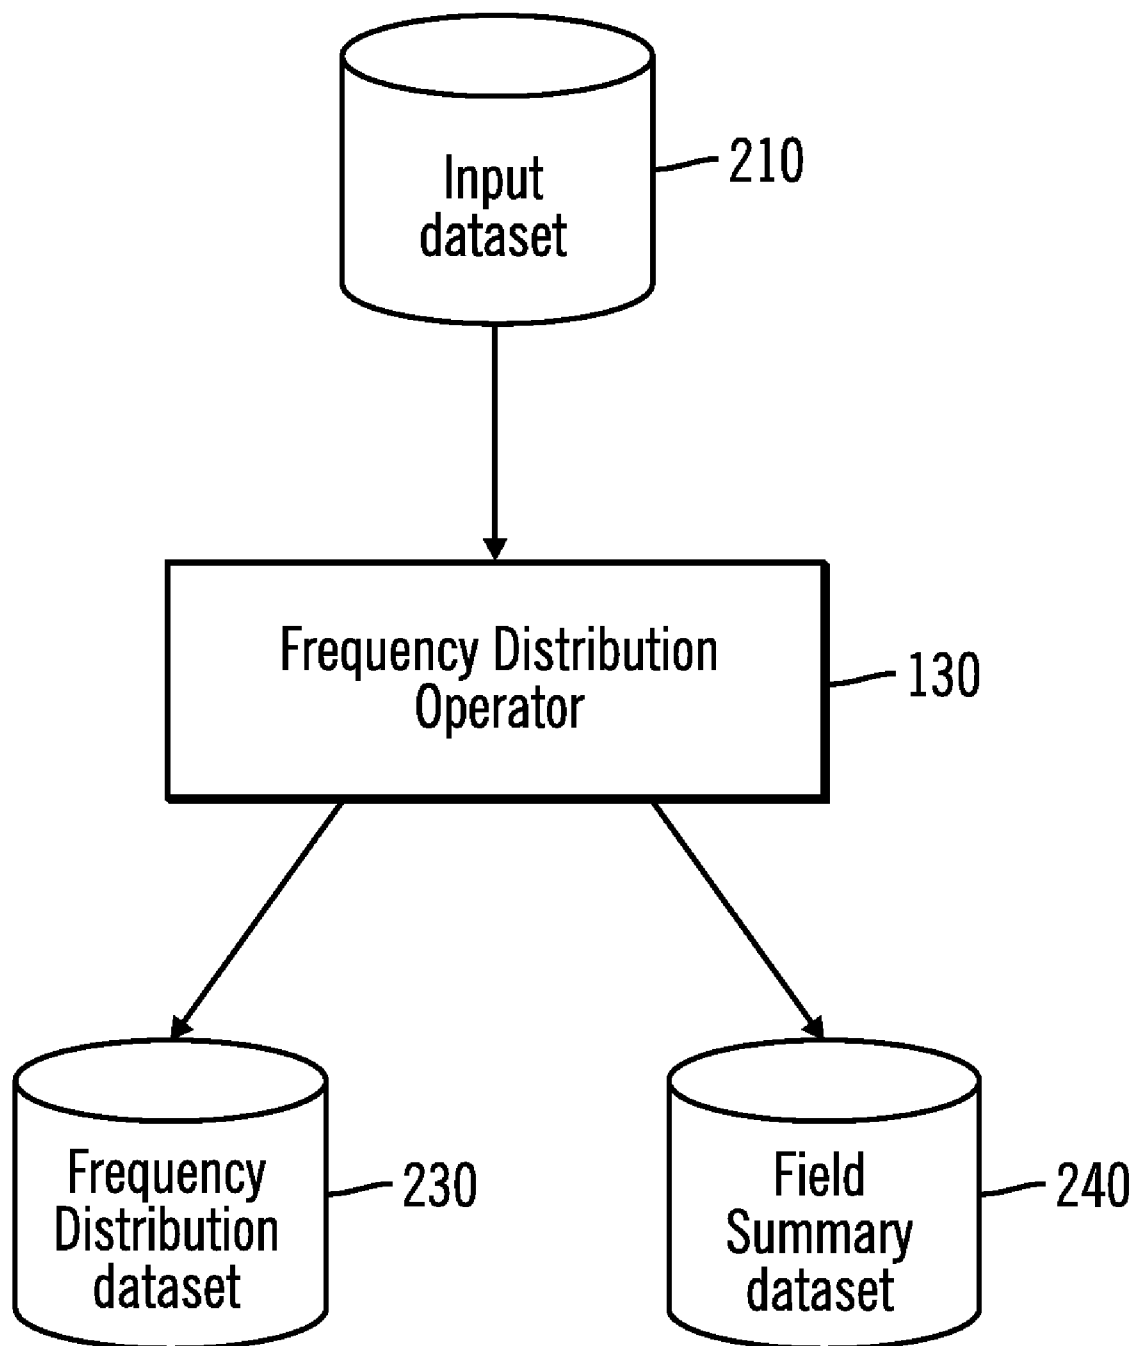 Input
dataset
210
Frequency Distribution
Operator
130
Frequency
Distribution
dataset
230
Field
Summary
dataset
240